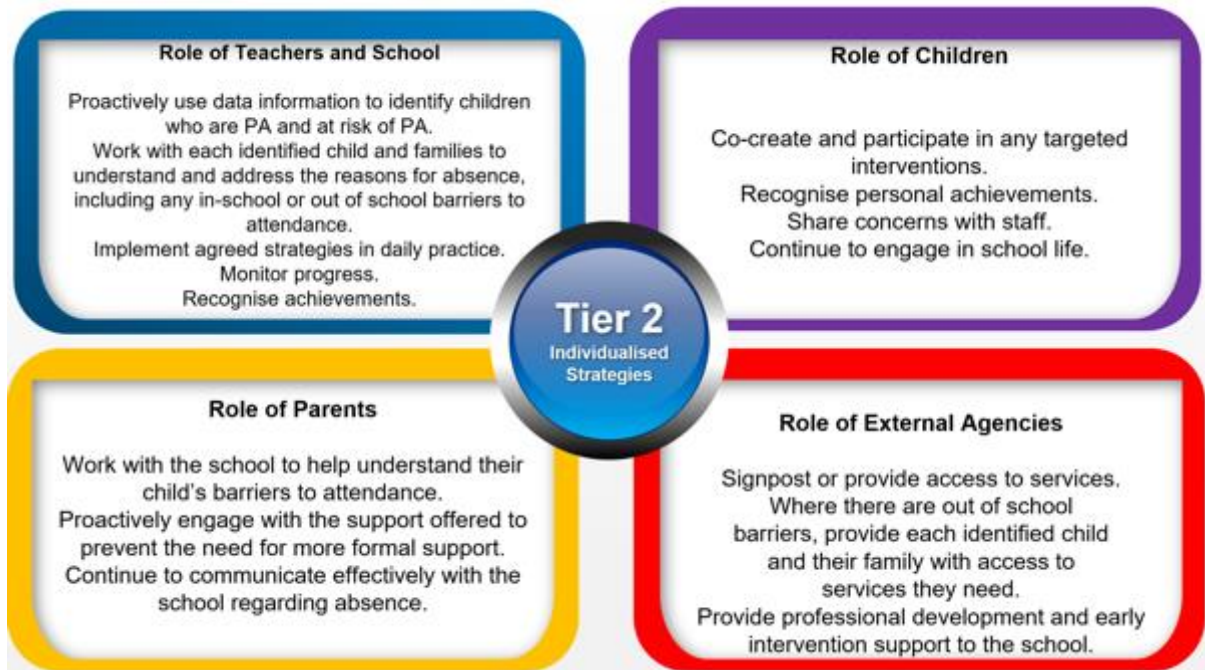 Role of Teachers and School
Proactively use data information to identify children
who are PA and at risk of PA.
Work with each identified child and families to
understand and address the reasons for absence,
including any in-school or out of school barriers to
attendance.
Implement agreed strategies in daily practice.
Monitor progress.
Recognise achievements.
Role of Children
Co-create and participate in any targeted
interventions.
Recognise personal achievements.
Share concerns with staff.
Continue to engage in school life.
Tier 2
Individualised
Strategies
Role of Parents
Work with the school to help understand their
child's barriers to attendance.
Proactively engage with the support offered to
prevent the need for more formal support.
Continue to communicate effectively with the
school regarding absence.
Role of External Agencies
Signpost or provide access to services.
Where there are out of school
barriers, provide each identified child
and their family with access to
services they need.
Provide professional development and early
intervention support to the school.